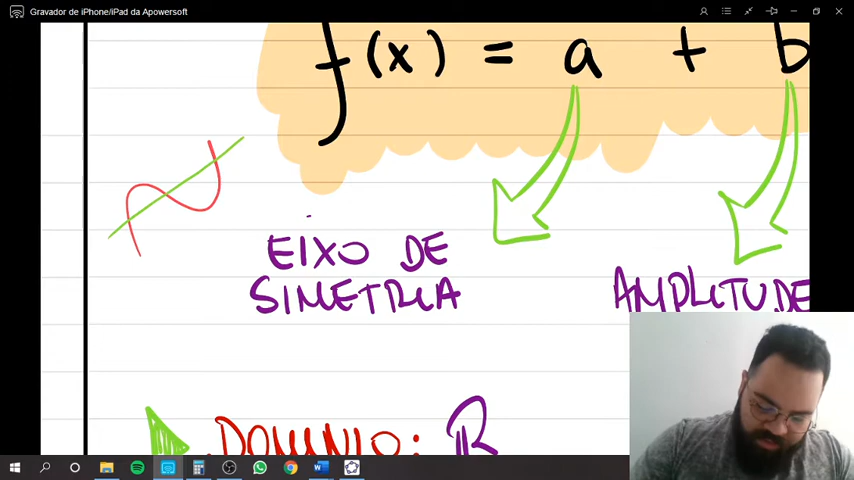 Gravador de iPhone/iPad da Apowersoft
f(x) = a + b
EIXO DE
SIMETRIA
AMPLITUDE
DOMINIO: R